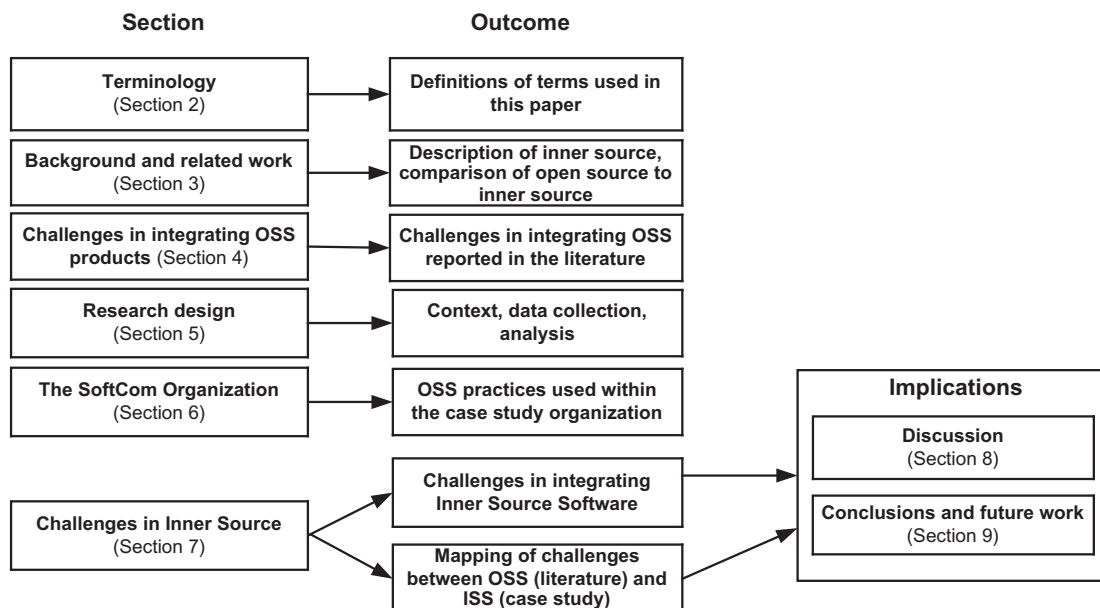 Section
Outcome
Terminology
(Section 2)
Definitions of terms used in
this paper
Background and related work
(Section 3)
Description of inner source,
comparison of open source to
inner source
Challenges in integrating OSS
products (Section 4)
Challenges in integrating OSS
reported in the literature
Research design
(Section 5)
Context, data collection,
analysis
The SoftCom Organization
(Section 6)
OSS practices used within
the case study organization
Challenges in Inner Source
(Section 7)
Challenges in integrating
Inner Source Software
Mapping of challenges
between OSS (literature) and
ISS (case study)
Implications
Discussion
(Section 8)
Conclusions and future work
(Section 9)